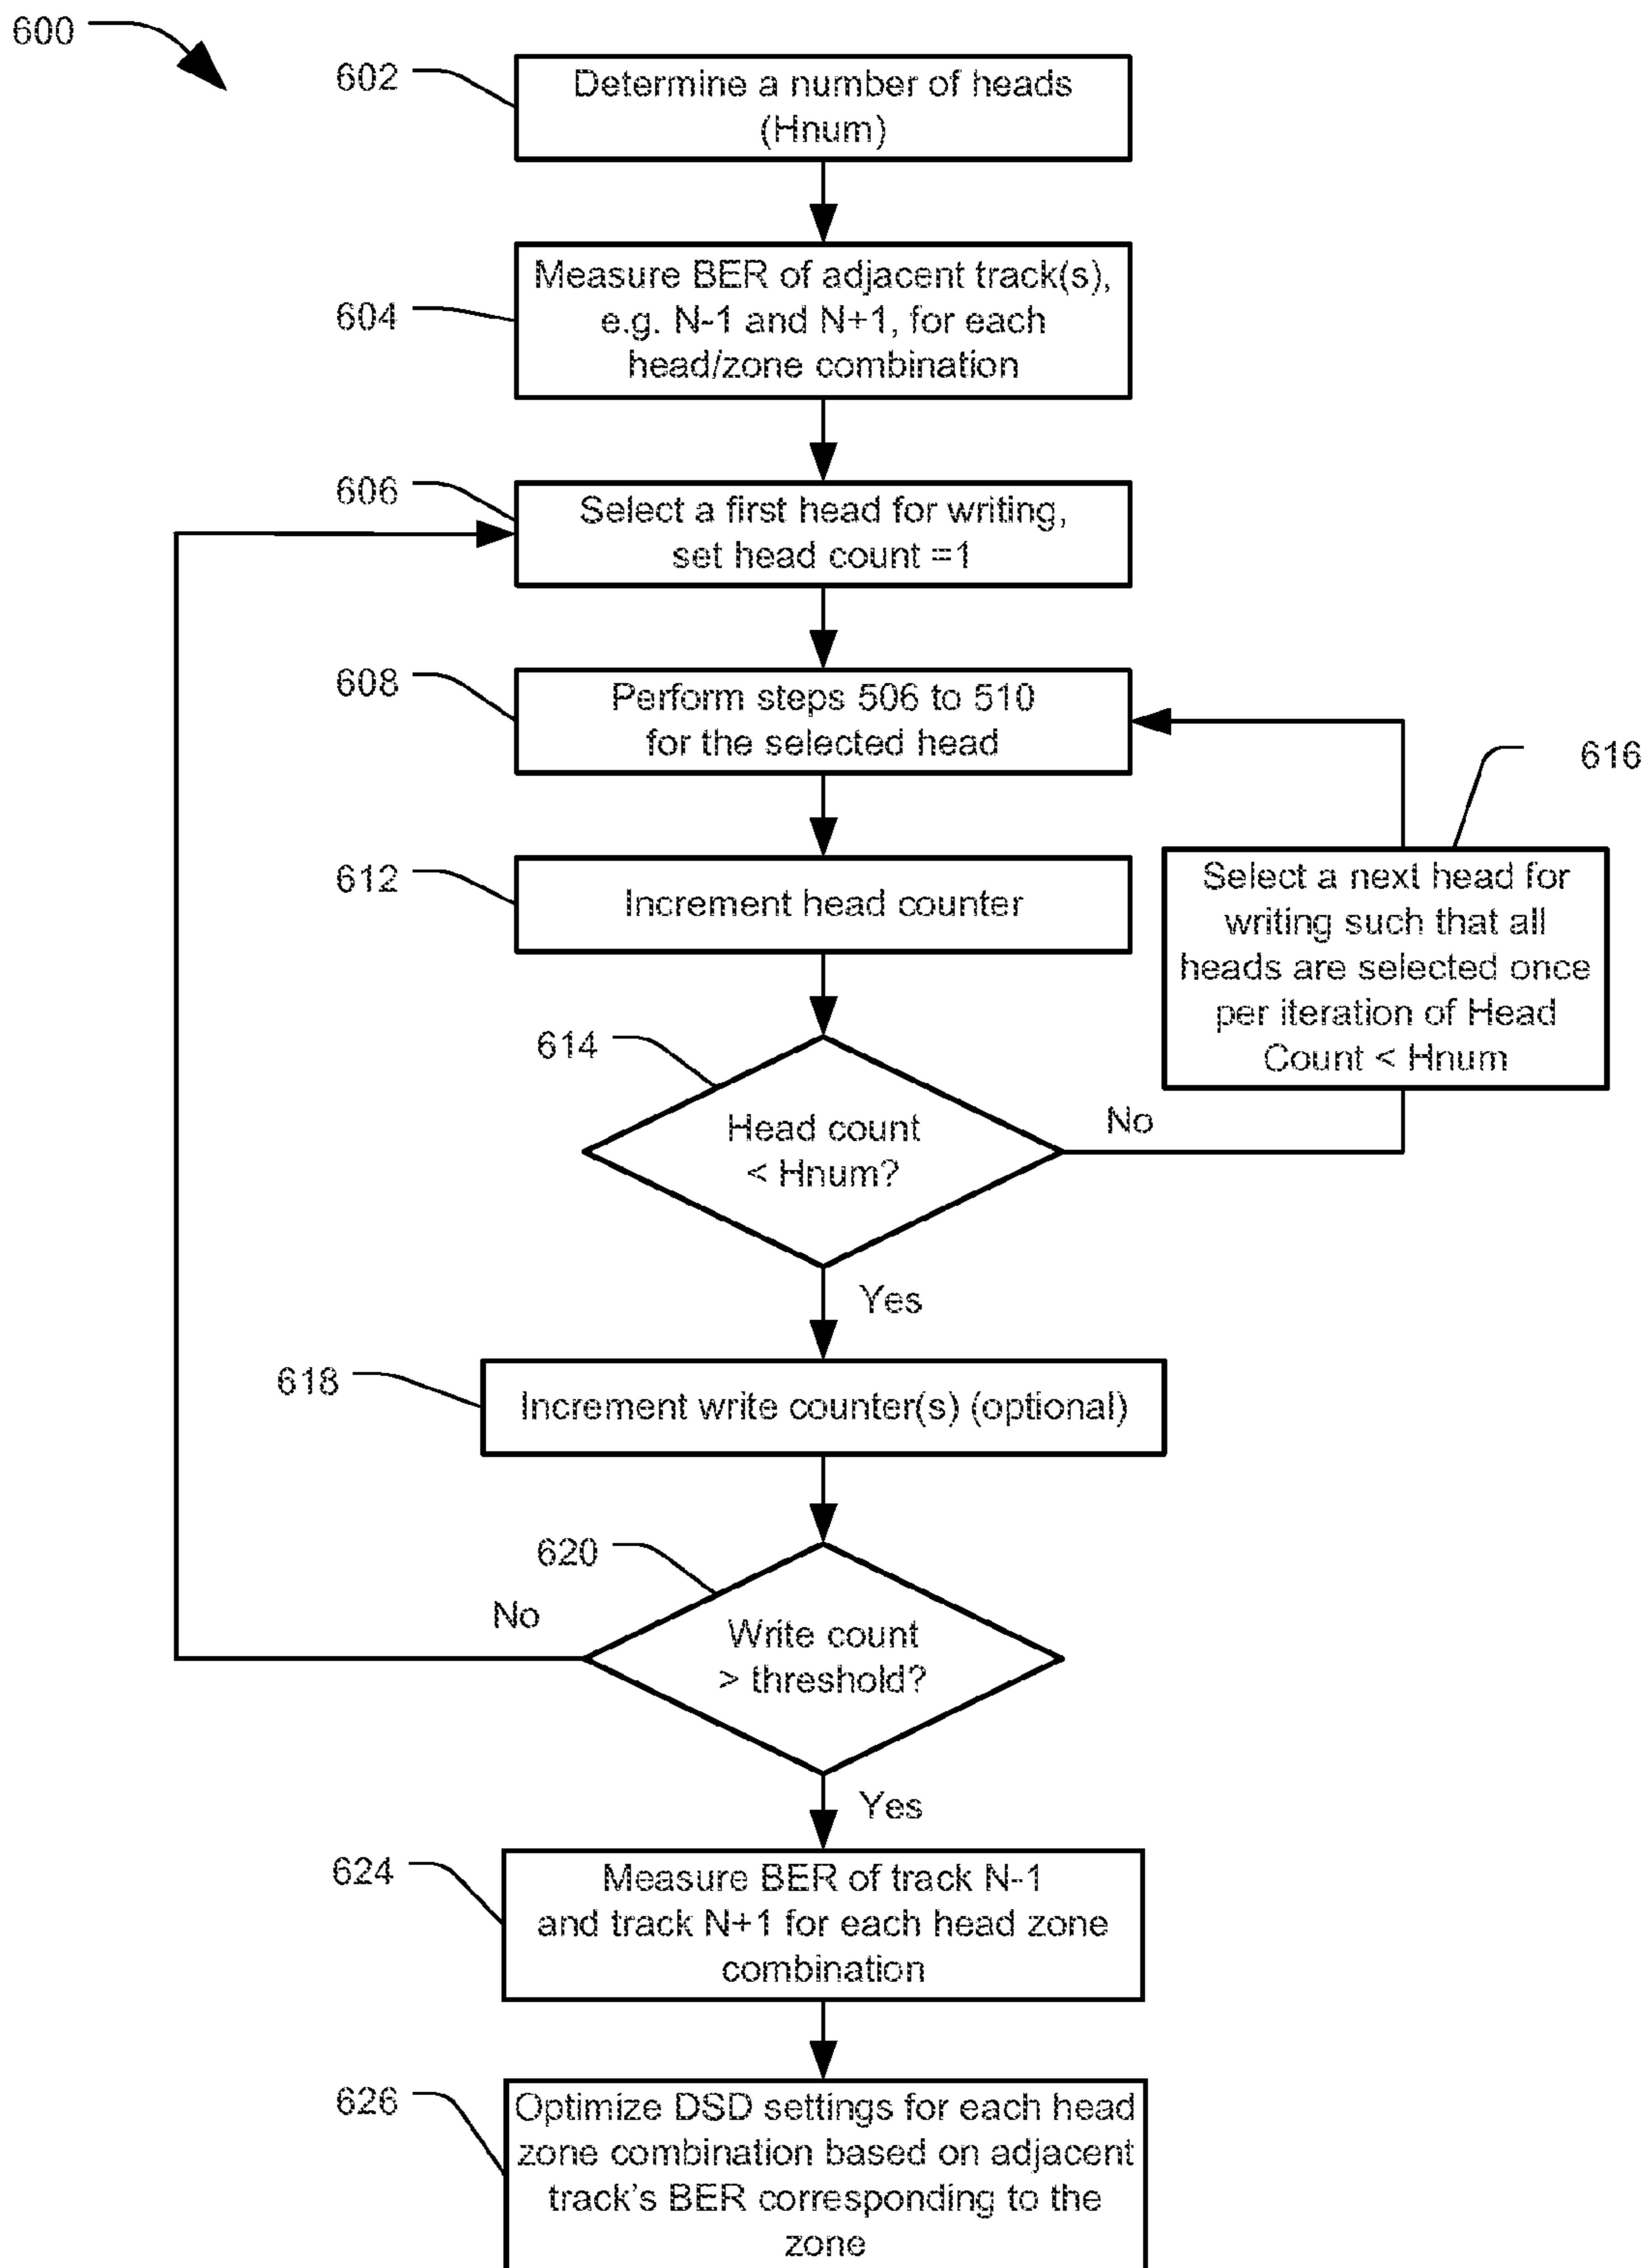 600
602
Determine a number of heads
(Hnum)
604
Measure BER of adjacent track(s),
e.g. N-1 and N+1, for each
head/zone combination
606
Select a first head for writing,
set head count =1
608
Perform steps 506 to 510
for the selected head
616
612
Increment head counter
Select a next head for
writing such that all
heads are selected once
per iteration of Head
Count < Hnum
614
Head count
< Hnum?
No
Yes
618
Increment write counter(s) (optional)
620
Write count
> threshold?
No
Yes
624
Measure BER of track N-1
and track N+1 for each head zone
combination
626
Optimize DSD settings for each head
zone combination based on adjacent
track's BER corresponding to the
zone